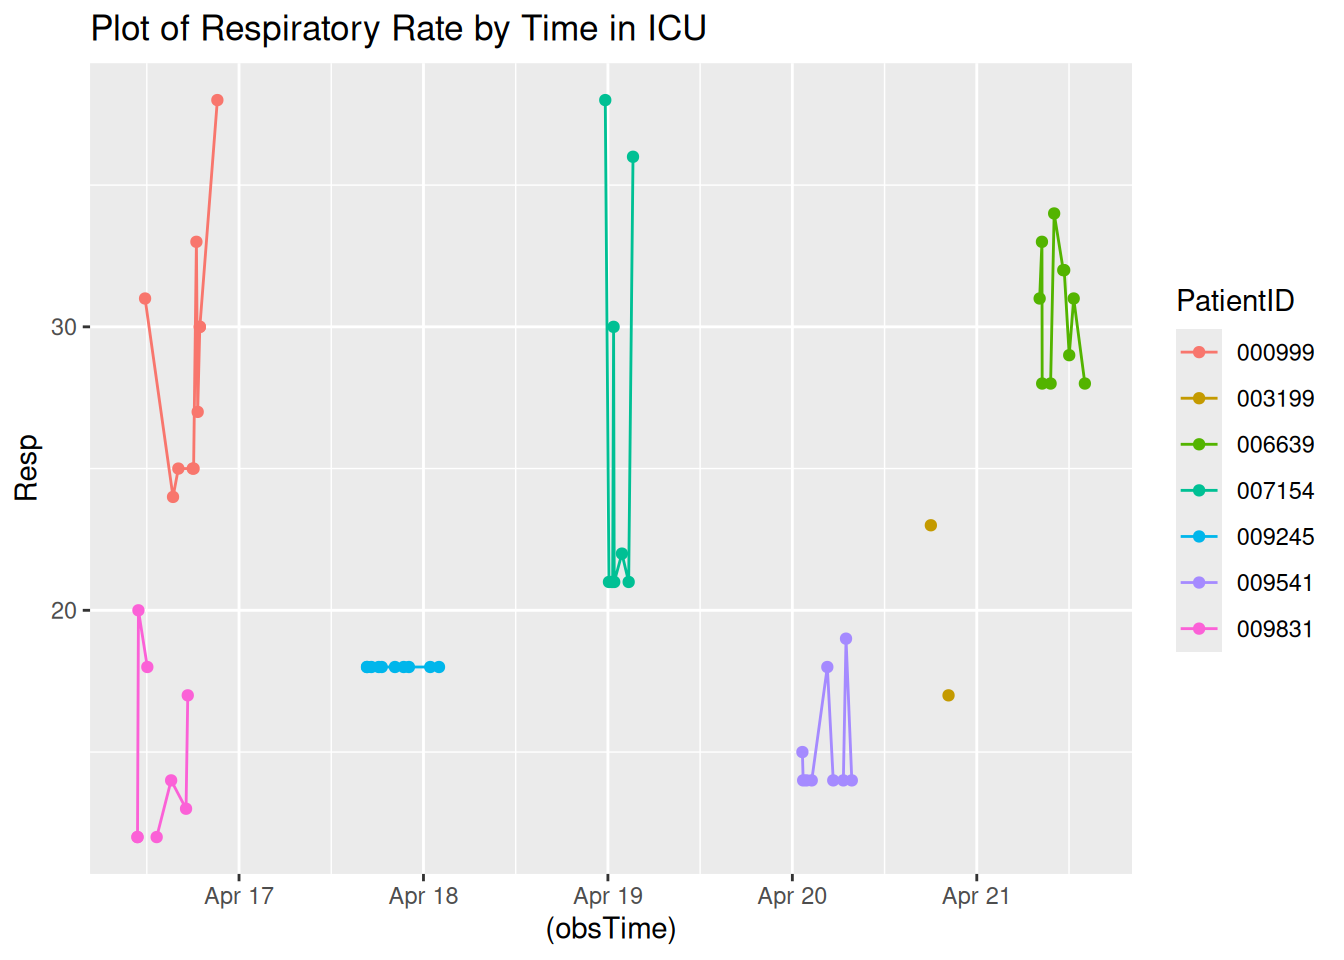 Plot of Respiratory Rate by Time in ICU
Resp
30
20
Apr 17
Apr 18
Apr 19
Apr 20
Apr 21
(obsTime)
PatientID
000999
003199
006639
007154
009245
009541
009831